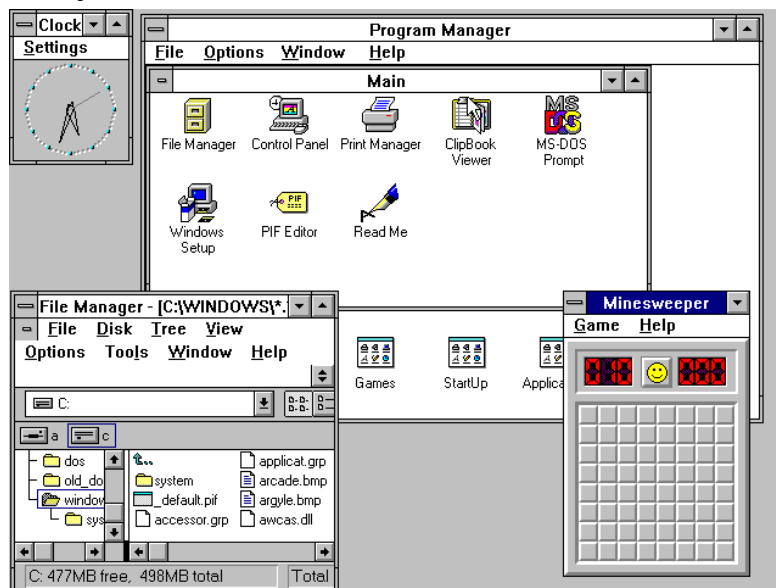 Clock
Settings
Program Manager
File Options Window Help
Main
File Manager
Control Panel
Print Manager
ClipBook
Viewer
MS-DOS
Prompt
Windows
Setup
PIF
PIF Editor
Read Me
Games
StartUp
Applica
File Manager - [C:\WINDOWS\*.
File Disk Tree View
Options Tools Window Help
C:
a c
dos
old_do
window
sys
system
_default.pif
accessor.grp
applicat.grp
arcade.bmp
argyle.bmp
awcas.dll
C: 477MB free, 498MB total
Total
Minesweeper
Game Help
010
000